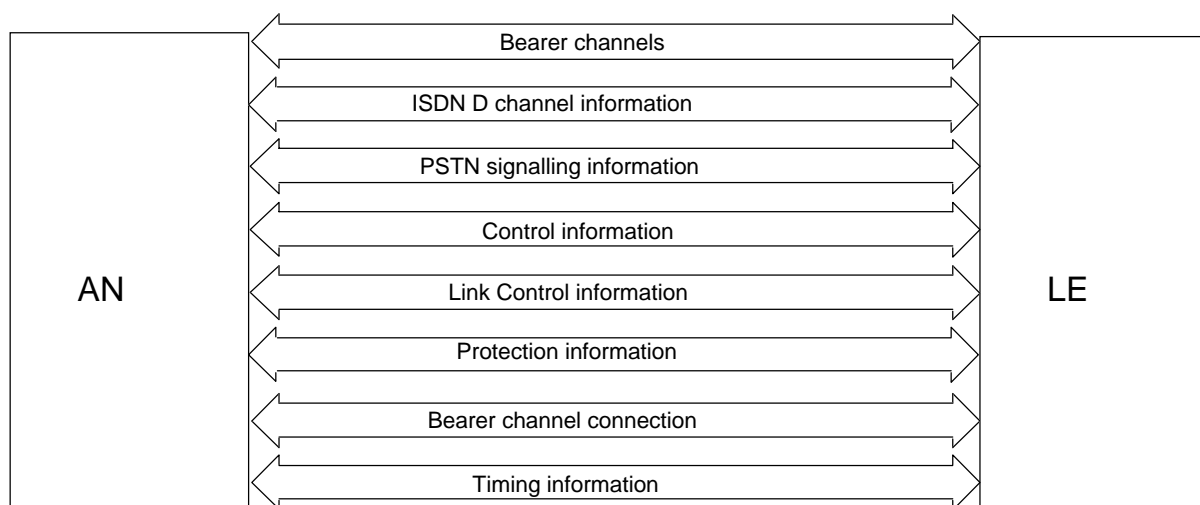 Bearer channels
ISDN D channel information
PSTN signalling information
Control information
AN
Link Control information
LE
Protection information
Bearer channel connection
Timing information